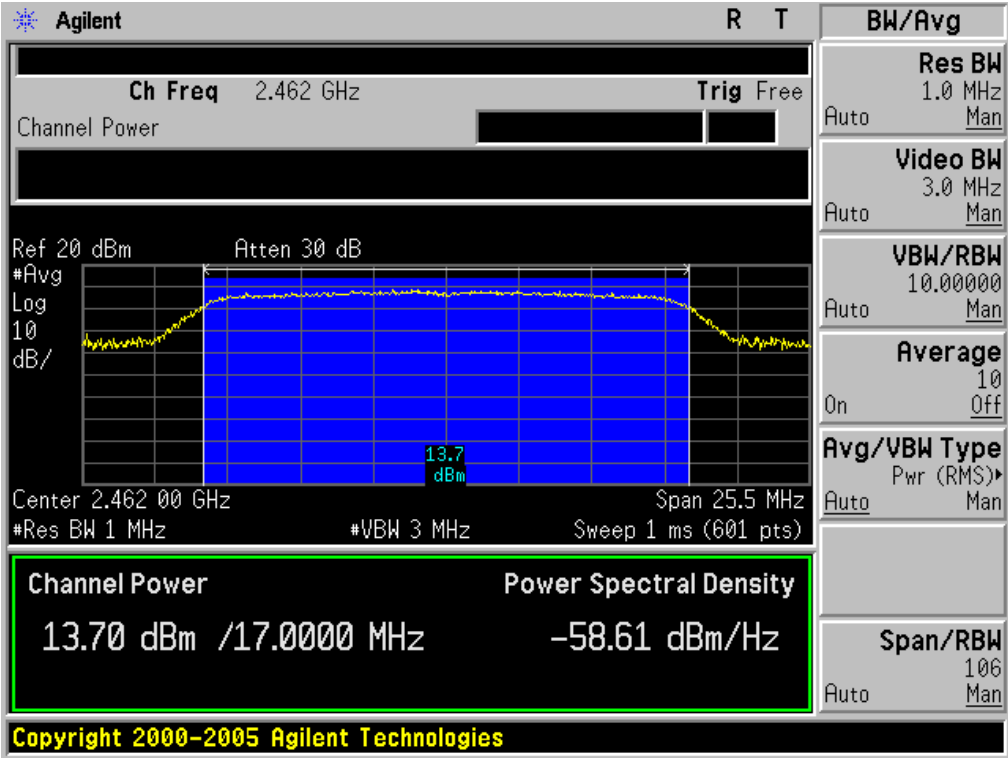 Agilent R T
Ch Freq 2.462 GHz Trig Free
Channel Power
Ref 20 dBm Atten 30 dB
#Avg
Log
10
dB/
13.7
dBm
Center 2.462 00 GHz Span 25.5 MHz
#Res BW 1 MHz #VBW 3 MHz Sweep 1 ms (601 pts)
Channel Power Power Spectral Density
13.70 dBm /17.0000 MHz -58.61 dBm/Hz
BW/Avg
Res BW
1.0 MHz
Auto Man
Video BW
3.0 MHz
Auto Man
VBW/RBW
10.00000
Auto Man
Average
10
On Off
Avg/VBW Type
Pwr (RMS)▸
Auto Man
Span/RBW
106
Auto Man
Copyright 2000-2005 Agilent Technologies